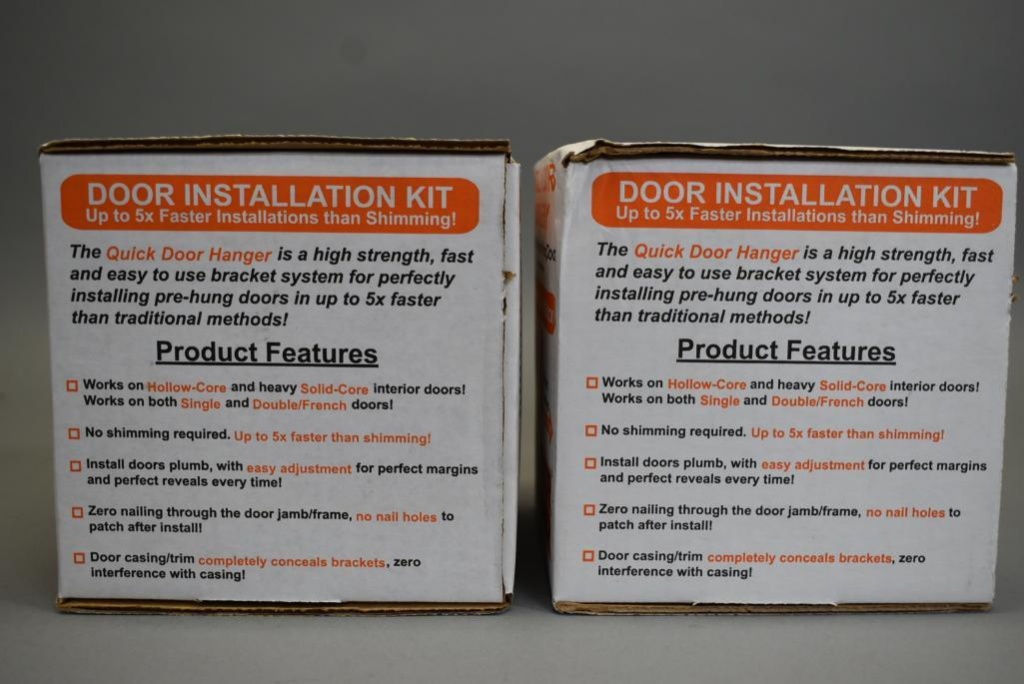 DOOR INSTALLATION KIT
Up to 5x Faster Installations than Shimming!
The Quick Door Hanger is a high strength, fast
and easy to use bracket system for perfectly
installing pre-hung doors in up to 5x faster
than traditional methods!
Product Features
Works on Hollow-Core and heavy Solid-Core interior doors!
Works on both Single and Double/French doors!
No shimming required. Up to 5x faster than shimming!
Install doors plumb, with easy adjustment for perfect margins
and perfect reveals every time!
Zero nailing through the door jamb/frame, no nail holes to
patch after install!
Door casing/trim completely conceals brackets, zero
interference with casing!
DOOR INSTALLATION KIT
Up to 5x Faster Installations than Shimming!
The Quick Door Hanger is a high strength, fast
and easy to use bracket system for perfectly
installing pre-hung doors in up to 5x faster
than traditional methods!
Product Features
Works on Hollow-Core and heavy Solid-Core interior doors!
Works on both Single and Double/French doors!
No shimming required. Up to 5x faster than shimming!
Install doors plumb, with easy adjustment for perfect margins
and perfect reveals every time!
Zero nailing through the door jamb/frame, no nail holes to
patch after install!
Door casing/trim completely conceals brackets, zero
interference with casing!